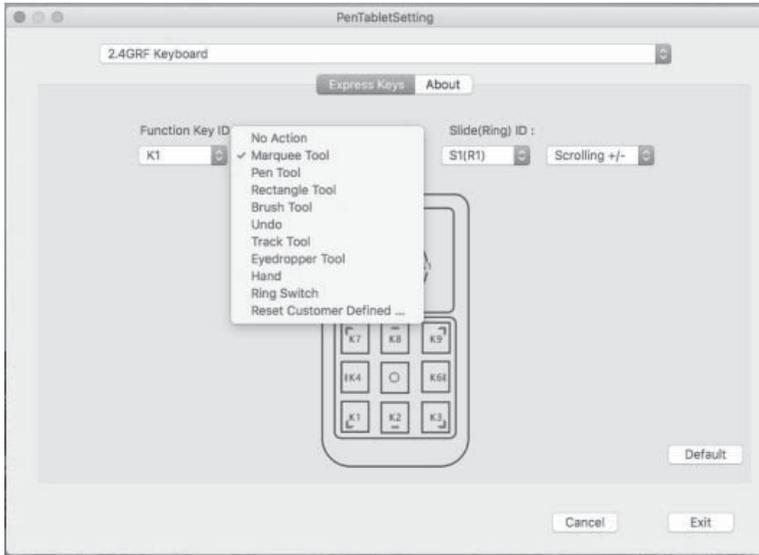 PenTabletSetting
2.4GRF Keyboard
Express Keys About
Function Key ID Slide(Ring) ID :
K1 S1(R1) Scrolling +/-
No Action
✓ Marquee Tool
Pen Tool
Rectangle Tool
Brush Tool
Undo
Track Tool
Eyedropper Tool
Hand
Ring Switch
Reset Customer Defined ...
K7 K8 K9
K4 K6
K1 K2 K3
Default
Cancel Exit